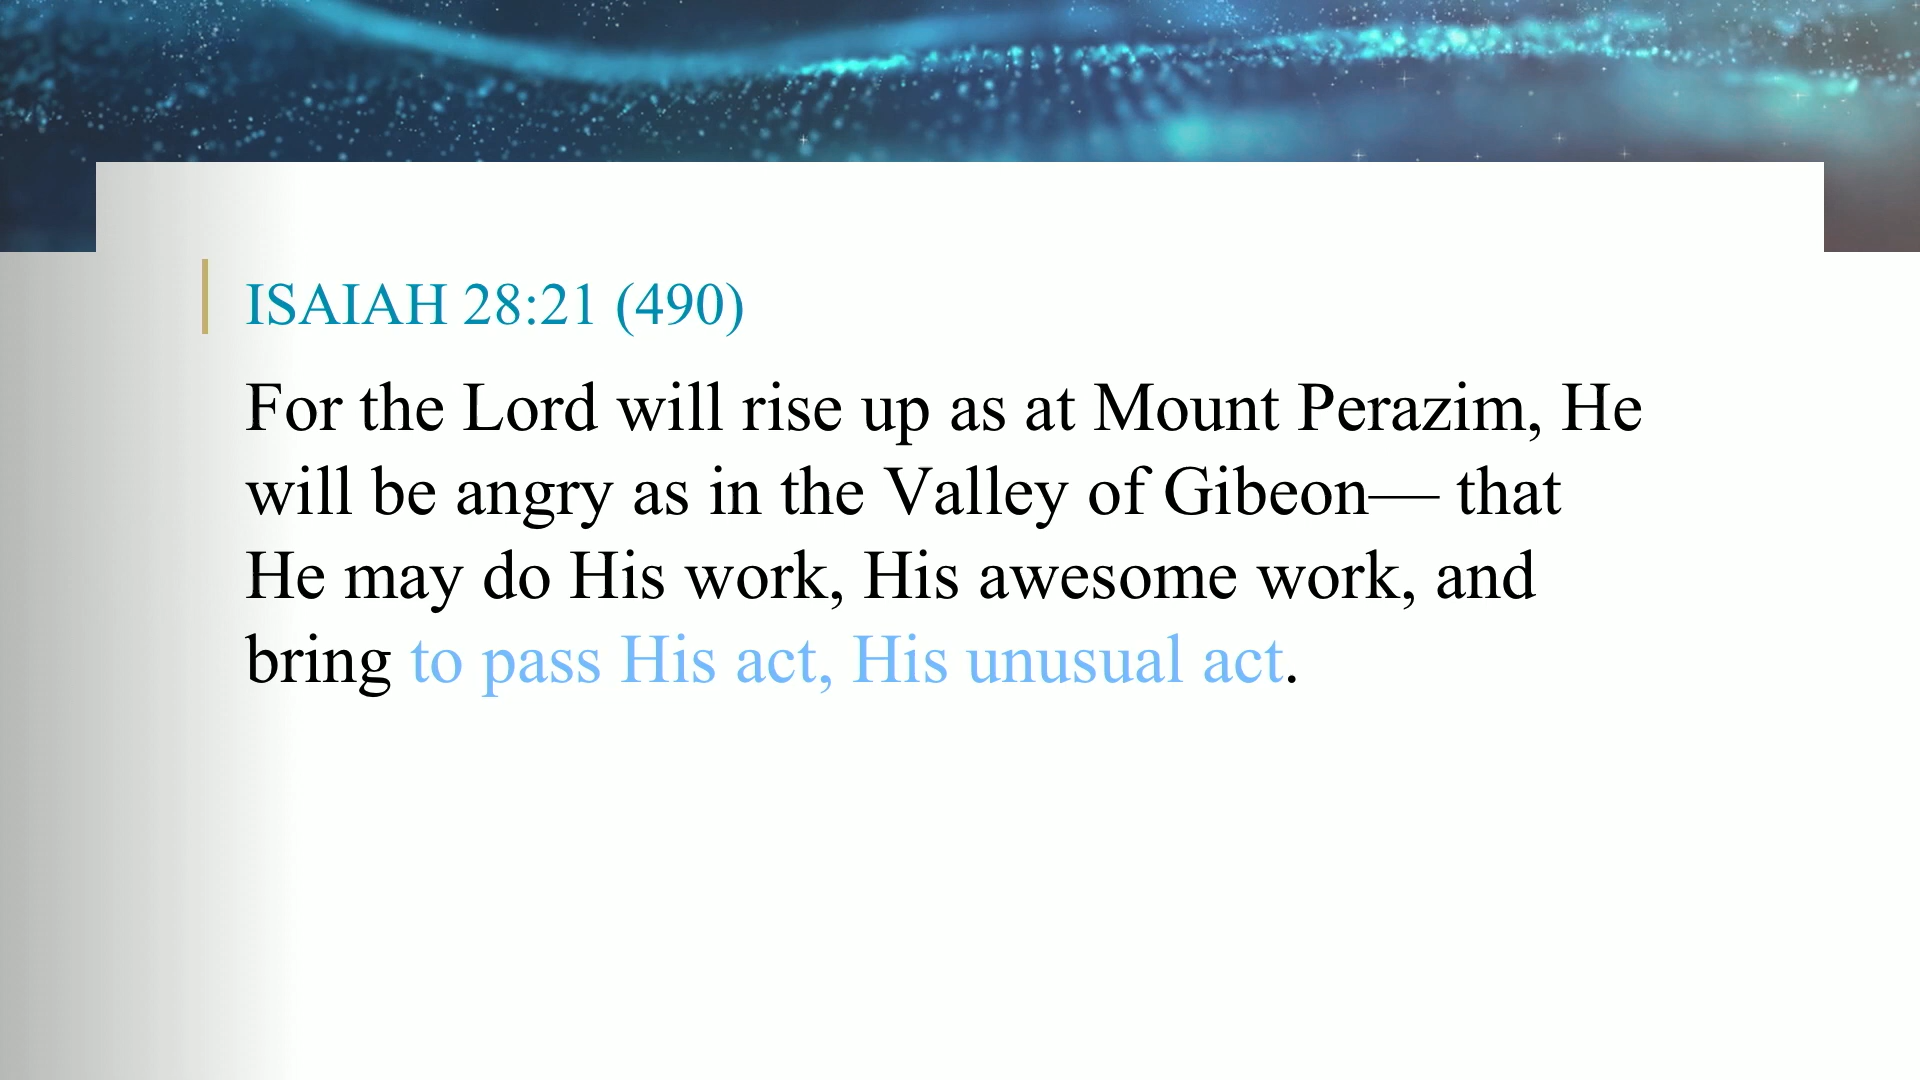 ISAIAH 28:21 (490)
For the Lord will rise up as at Mount Perazim, He
will be angry as in the Valley of Gibeon— that
He may do His work, His awesome work, and
bring to pass His act, His unusual act.